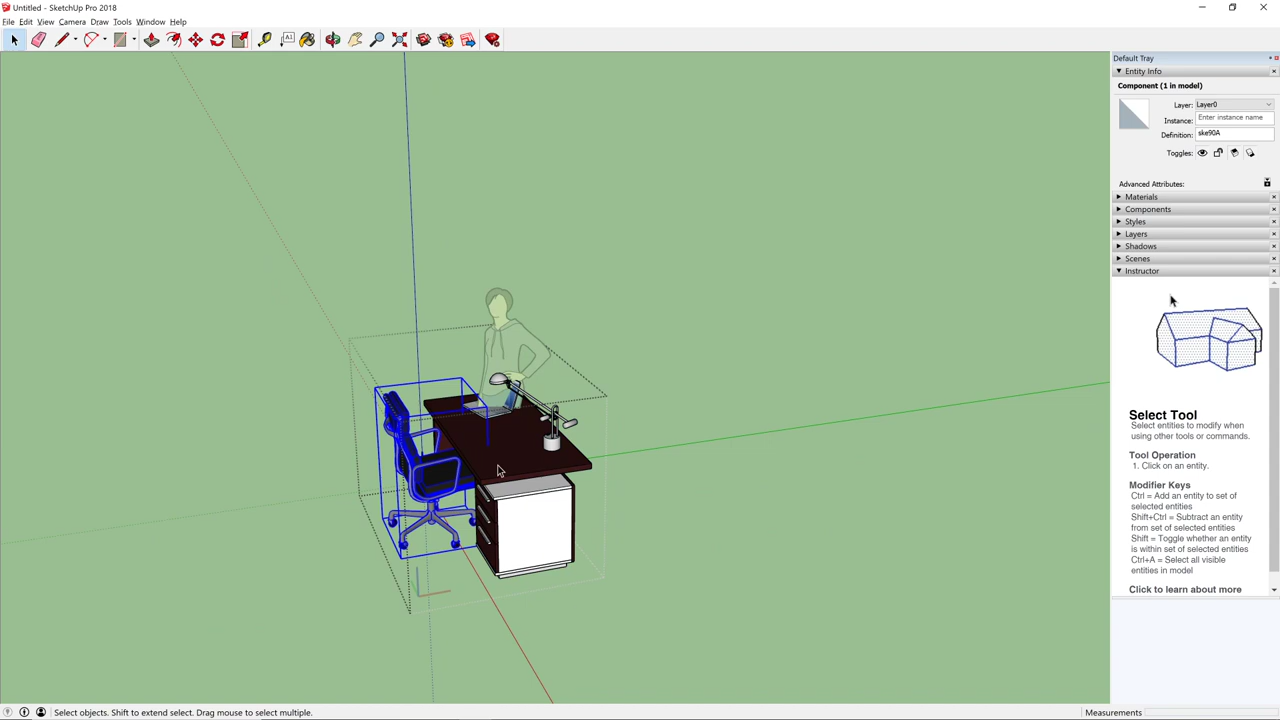 Untitled - SketchUp Pro 2018
File Edit View Camera Draw Tools Window Help
A1
Default Tray
Entity Info
Component (1 in model)
Layer: Layer0
Instance: Enter instance name
Definition: ske90A
Toggles:
Advanced Attributes:
Materials
Components
Styles
Layers
Shadows
Scenes
Instructor
Select Tool
Select entities to modify when
using other tools or commands.
Tool Operation
1. Click on an entity.
Modifier Keys
Ctrl = Add an entity to set of
selected entities
Shift+Ctrl = Subtract an entity
from set of selected entities
Shift = Toggle whether an entity
is within set of selected entities
Ctrl+A = Select all visible
entities in model
Click to learn about more
Select objects. Shift to extend select. Drag mouse to select multiple.
Measurements